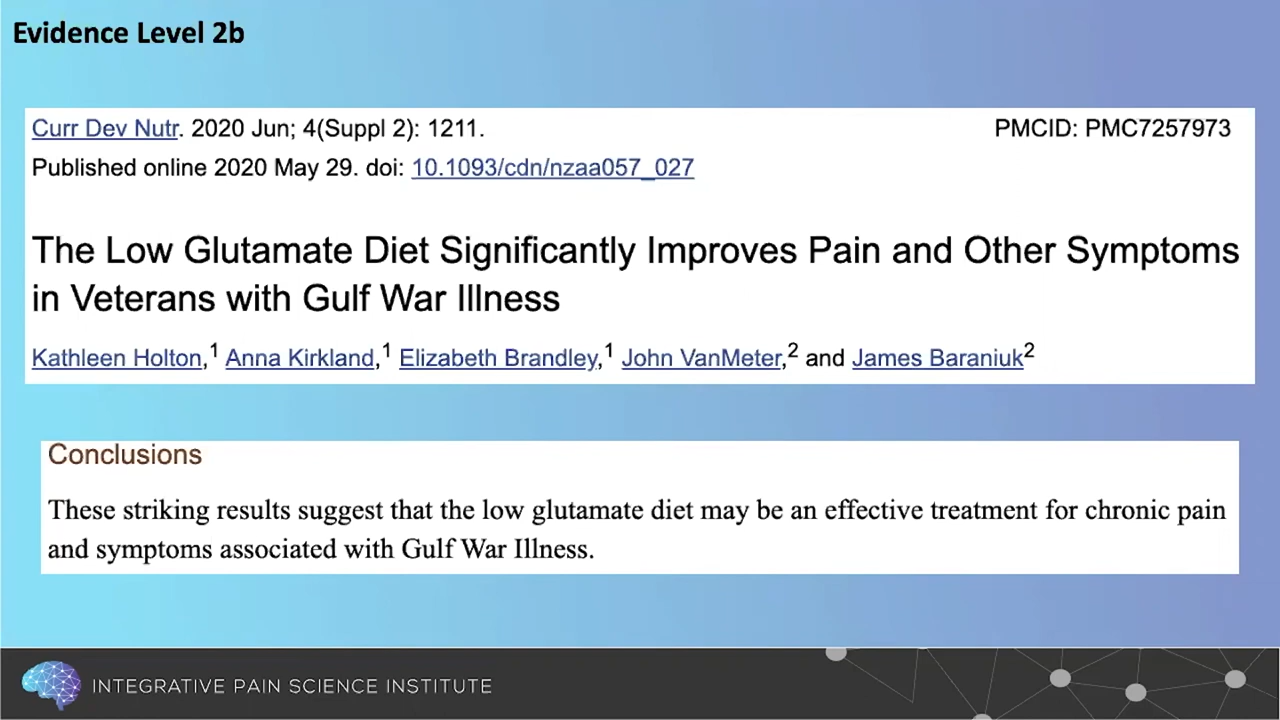 Evidence Level 2b
Curr Dev Nutr. 2020 Jun; 4(Suppl 2): 1211. PMCID: PMC7257973
Published online 2020 May 29. doi: 10.1093/cdn/nzaa057_027
The Low Glutamate Diet Significantly Improves Pain and Other Symptoms
in Veterans with Gulf War Illness
Kathleen Holton,1 Anna Kirkland,1 Elizabeth Brandley,1 John VanMeter,2 and James Baraniuk2
Conclusions
These striking results suggest that the low glutamate diet may be an effective treatment for chronic pain
and symptoms associated with Gulf War Illness.
INTEGRATIVE PAIN SCIENCE INSTITUTE